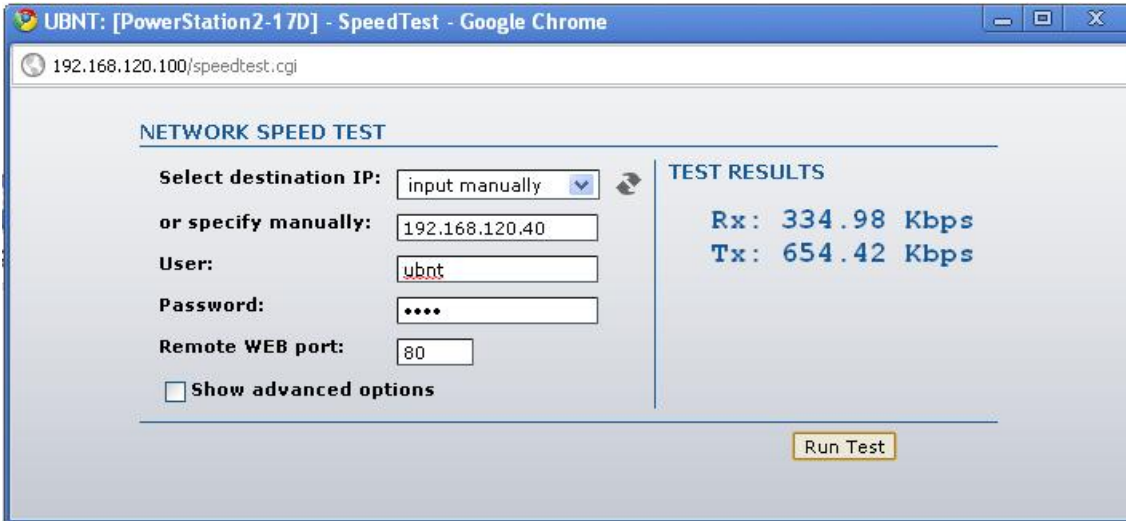 UBNT: [PowerStation2-17D] - SpeedTest - Google Chrome
192.168.120.100/speedtest.cgi
NETWORK SPEED TEST
Select destination IP: input manually
or specify manually: 192.168.120.40
User: ubnt
Password: ••••
Remote WEB port: 80
Show advanced options
TEST RESULTS
Rx: 334.98 Kbps
Tx: 654.42 Kbps
Run Test